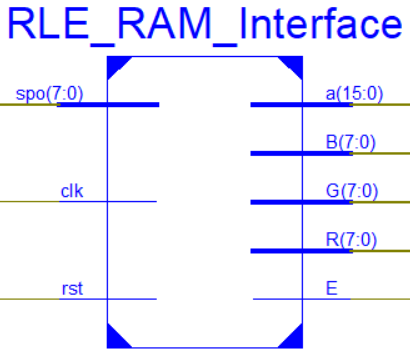 RLE_RAM_Interface
spo(7:0)
a(15:0)
B(7:0)
clk
G(7:0)
R(7:0)
rst
E